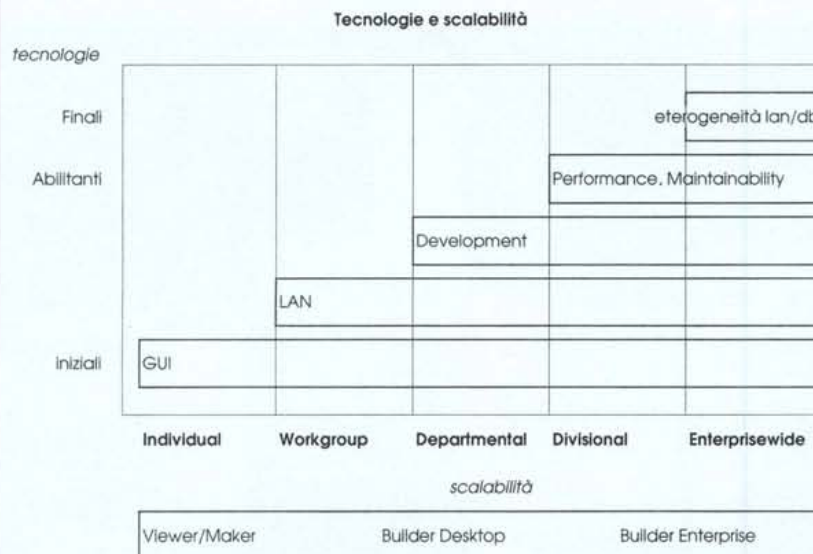 Tecnologie e scalabilità
tecnologie
Finali
eterogeneità lan/db
Abilitanti
Performance, Maintainability
Development
LAN
iniziali
GUI
Individual Workgroup Departmental Divisional Enterprisewide
scalabilità
Viewer/Maker Builder Desktop Builder Enterprise